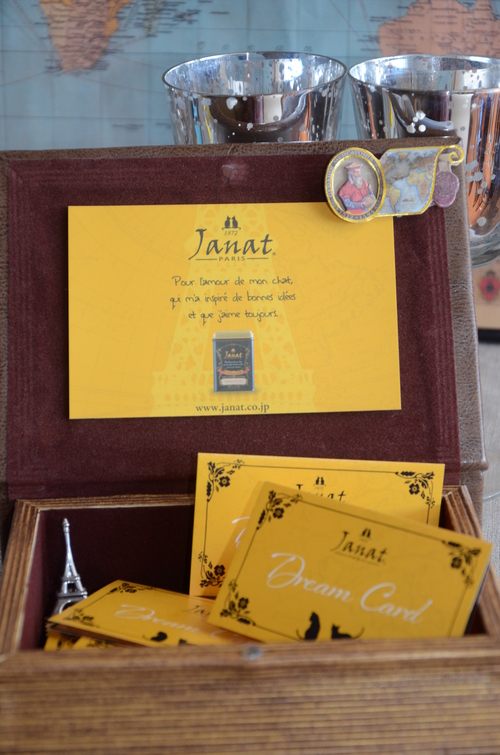 1872
Janat
PARIS
Pour l'amour de mon chat,
qui m'a inspiré de bonnes idées
et que j'aime toujours.
Janat
www.janat.co.jp
Janat
Janat
Dream Card
Dream Card